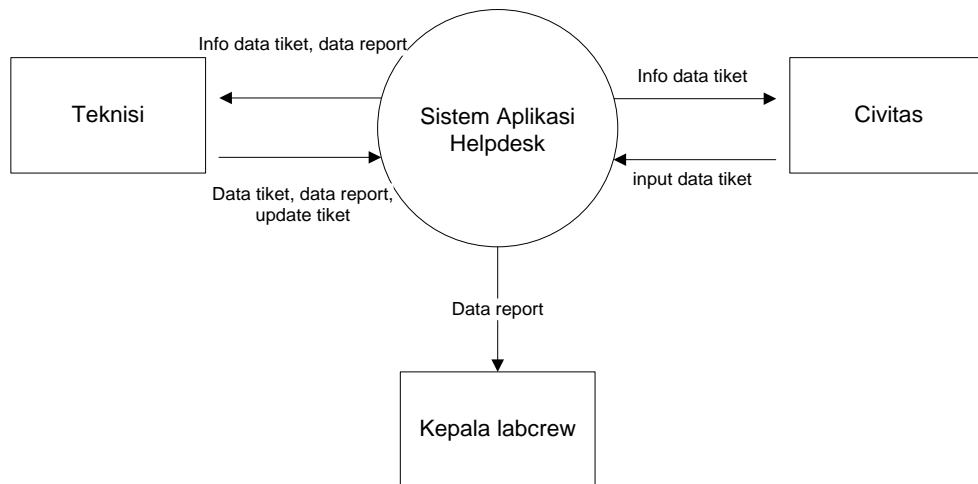 Info data tiket, data report
Info data tiket
Teknisi
Sistem Aplikasi
Helpdesk
Civitas
Data tiket, data report,
update tiket
input data tiket
Data report
Kepala labcrew